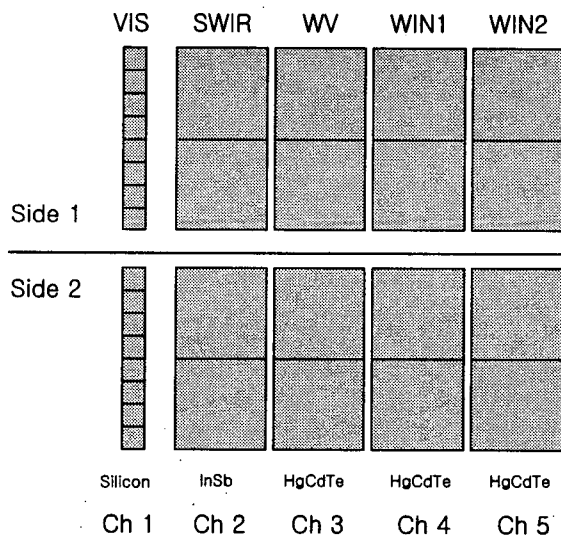 VIS SWIR WV WIN1 WIN2
Side 1
Side 2
Silicon InSb HgCdTe HgCdTe HgCdTe
Ch 1 Ch 2 Ch 3 Ch 4 Ch 5